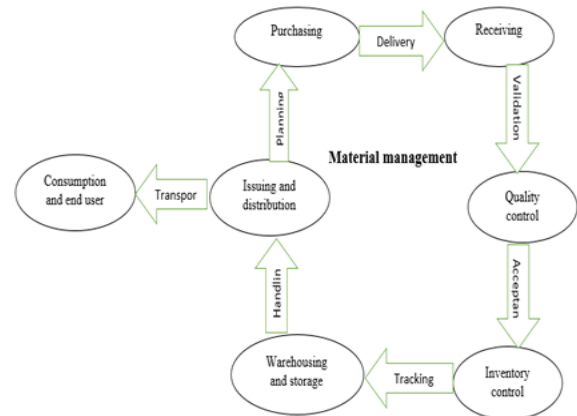 Purchasing
Delivery
Receiving
Validation
Planning
Material management
Consumption
and end user
Transpor
Issuing and
distribution
Quality
control
Handlin
Acceptan
Warehousing
and storage
Tracking
Inventory
control